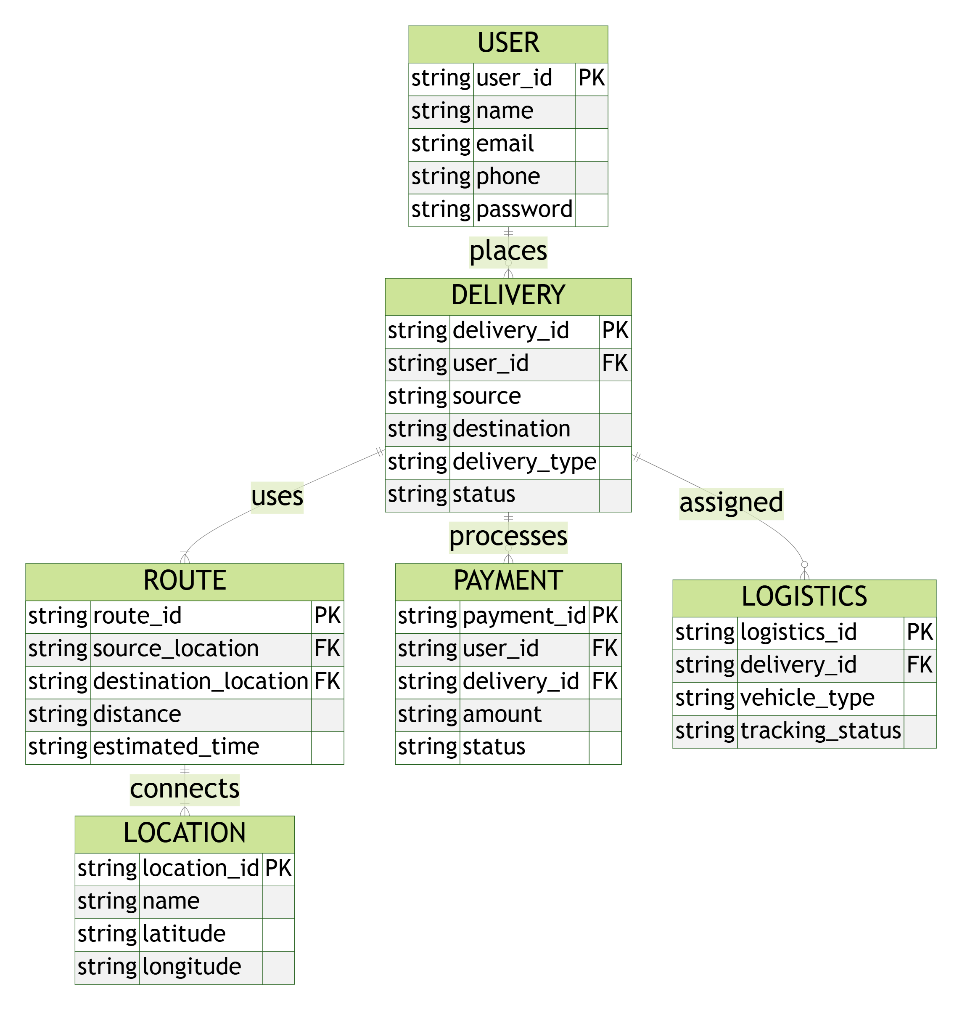 USER
string user_id PK
string name
string email
string phone
string password
places
DELIVERY
string delivery_id PK
string user_id FK
string source
string destination
string delivery_type
string status
uses
processes
assigned
ROUTE
string route_id PK
string source_location FK
string destination_location FK
string distance
string estimated_time
PAYMENT
string payment_id PK
string user_id FK
string delivery_id FK
string amount
string status
LOGISTICS
string logistics_id PK
string delivery_id FK
string vehicle_type
string tracking_status
connects
LOCATION
string location_id PK
string name
string latitude
string longitude